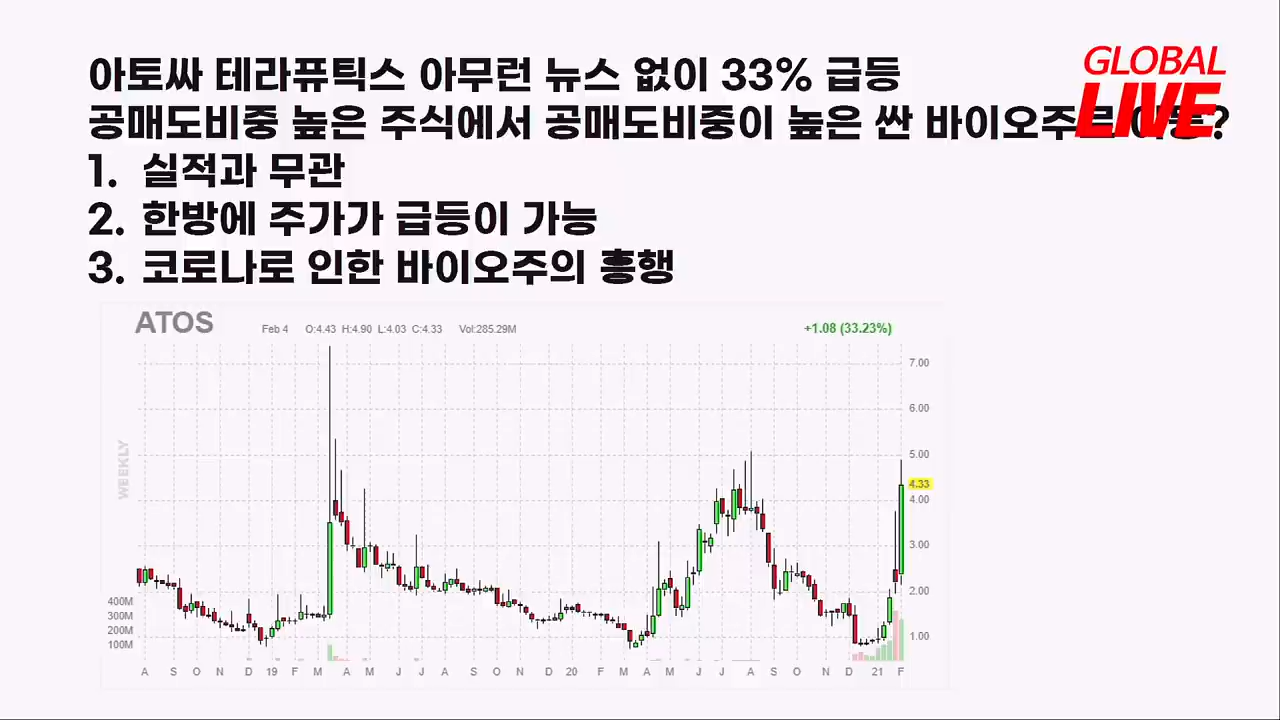 아토싸 테라퓨틱스 아무런 뉴스 없이 33% 급등
공매도비중 높은 주식에서 공매도비중이 높은 싼 바이오주로 이동?
1. 실적과 무관
2. 한방에 주가가 급등이 가능
3. 코로나로 인한 바이오주의 흥행
GLOBAL
LIVE
ATOS
Feb 4 O:4.43 H:4.90 L:4.03 C:4.33 Vol:285.29M
+1.08 (33.23%)
WEEKLY
7.00
6.00
5.00
4.33
4.00
3.00
2.00
1.00
400M
300M
200M
100M
A S O N D 19 F M A M J J A S O N D 20 F M A M J J A S O N D 21 F